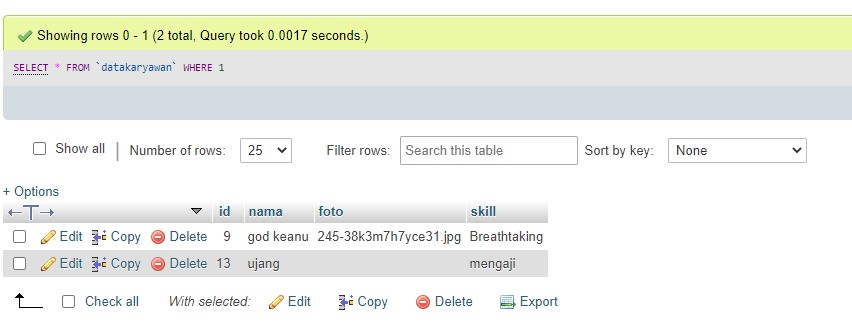 Showing rows 0 - 1 (2 total, Query took 0.0017 seconds.)
SELECT * FROM `datakaryawan` WHERE 1
Show all Number of rows: 25 Filter rows: Search this table Sort by key: None
+ Options
id nama foto skill
Edit Copy Delete 9 god keanu 245-38k3m7h7yce31.jpg Breathtaking
Edit Copy Delete 13 ujang mengaji
Check all With selected: Edit Copy Delete Export